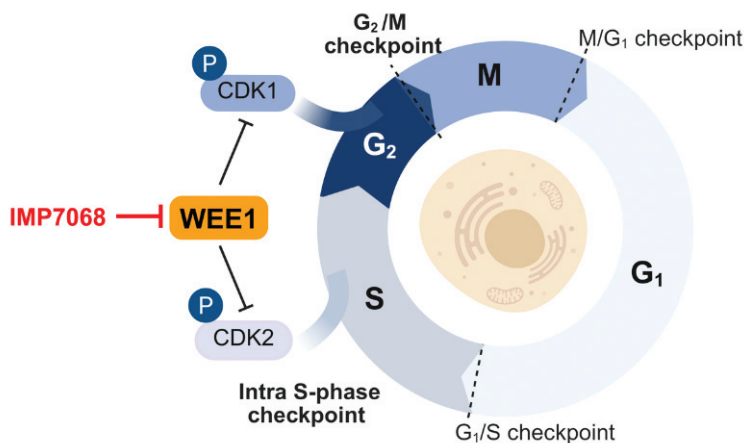 G₂/M
checkpoint
M/G₁ checkpoint
P
CDK1
M
G₂
IMP7068
WEE1
G₁
S
P
CDK2
Intra S-phase
checkpoint
G₁/S checkpoint